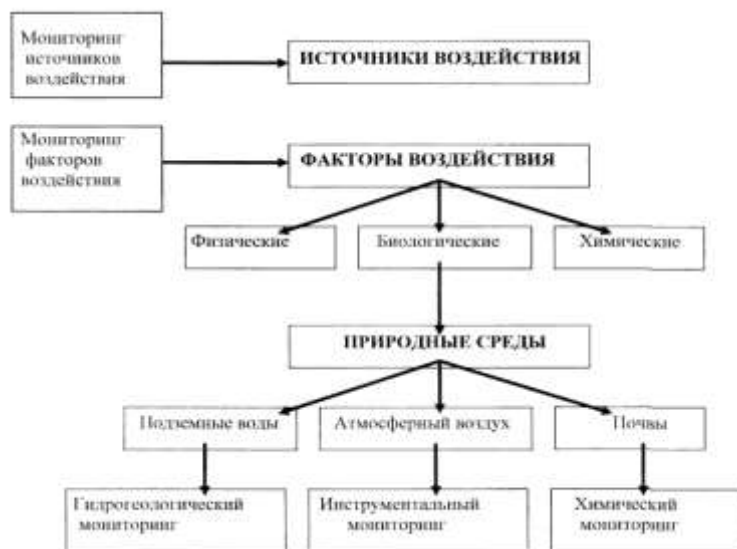 Мониторинг
источников
воздействия
ИСТОЧНИКИ ВОЗДЕЙСТВИЯ
Мониторинг
факторов
воздействия
ФАКТОРЫ ВОЗДЕЙСТВИЯ
Физические
Биологические
Химические
ПРИРОДНЫЕ СРЕДЫ
Подземные воды
Атмосферный воздух
Почвы
Гидрогеологический
мониторинг
Инструментальный
мониторинг
Химический
мониторинг